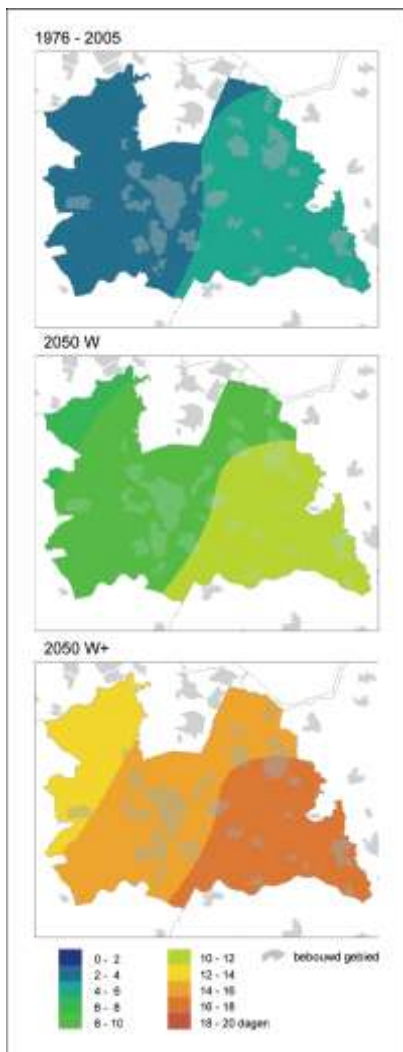 1976 - 2005
2050 W
2050 W+
0 - 2
2 - 4
4 - 6
6 - 8
8 - 10
10 - 12
12 - 14
14 - 16
16 - 18
18 - 20 dagen
bebouwd gebied